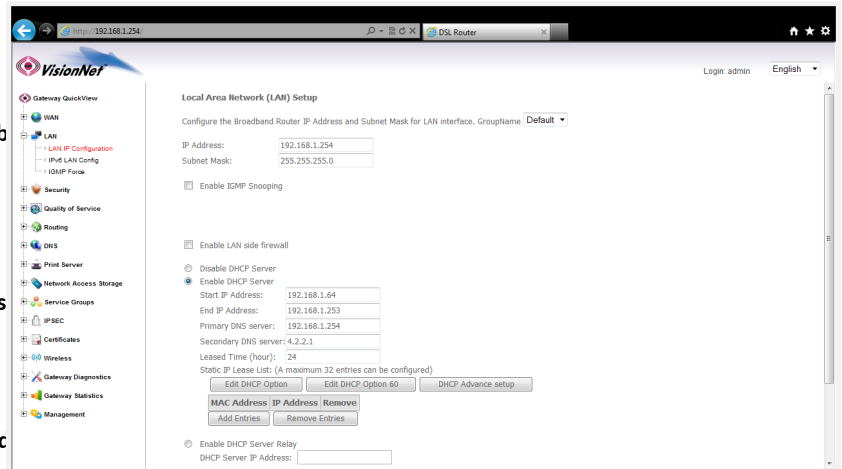 http://192.168.1.254/
DSL Router
VisionNet
Login: admin
English
Gateway QuickView
WAN
LAN
LAN IP Configuration
IPv6 LAN Config
IGMP Force
Security
Quality of Service
Routing
DNS
Print Server
Network Access Storage
Service Groups
IPSEC
Certificates
Wireless
Gateway Diagnostics
Gateway Statistics
Management
Local Area Network (LAN) Setup
Configure the Broadband Router IP Address and Subnet Mask for LAN interface. GroupName Default
IP Address: 192.168.1.254
Subnet Mask: 255.255.255.0
Enable IGMP Snooping
Enable LAN side firewall
Disable DHCP Server
Enable DHCP Server
Start IP Address: 192.168.1.64
End IP Address: 192.168.1.253
Primary DNS server: 192.168.1.254
Secondary DNS server: 4.2.2.1
Leased Time (hour): 24
Static IP Lease List: (A maximum 32 entries can be configured)
Edit DHCP Option Edit DHCP Option 60 DHCP Advance setup
MAC Address IP Address Remove
Add Entries Remove Entries
Enable DHCP Server Relay
DHCP Server IP Address: